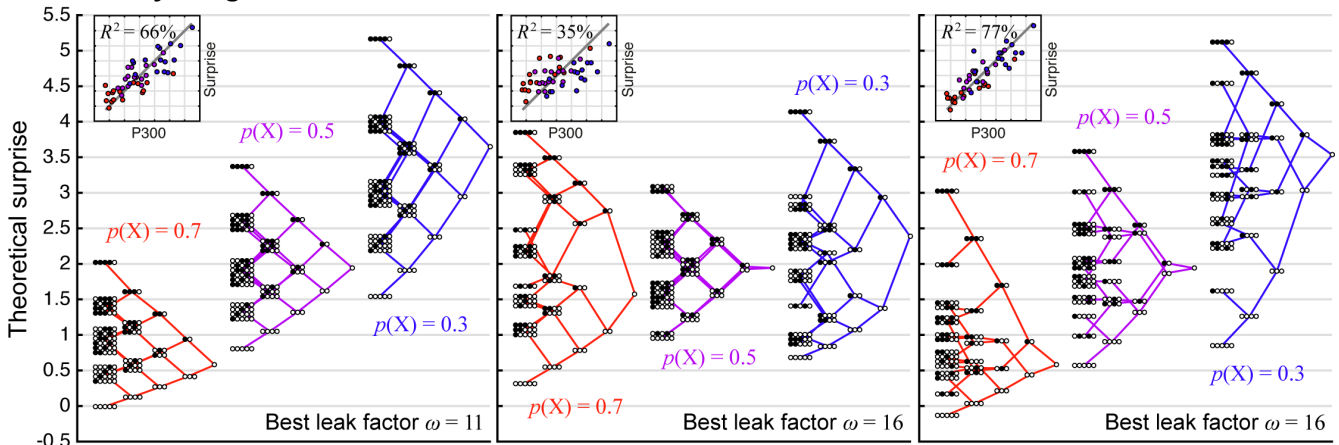 5.5
5
4.5
4
3.5
3
2.5
2
1.5
1
0.5
0
-0.5
Theoretical surprise
R² = 66%
Surprise
P300
p(X) = 0.7
p(X) = 0.5
p(X) = 0.3
Best leak factor ω = 11
R² = 35%
Surprise
P300
p(X) = 0.7
p(X) = 0.5
p(X) = 0.3
Best leak factor ω = 16
R² = 77%
Surprise
P300
p(X) = 0.7
p(X) = 0.5
p(X) = 0.3
Best leak factor ω = 16